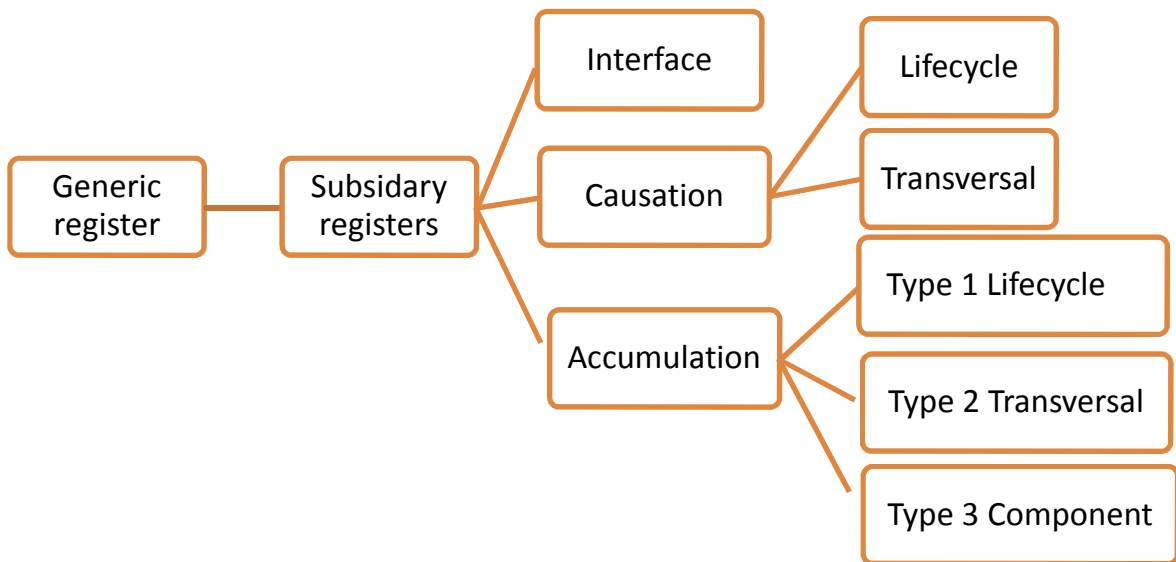 Generic
register
Subsidary
registers
Interface
Causation
Accumulation
Lifecycle
Transversal
Type 1 Lifecycle
Type 2 Transversal
Type 3 Component